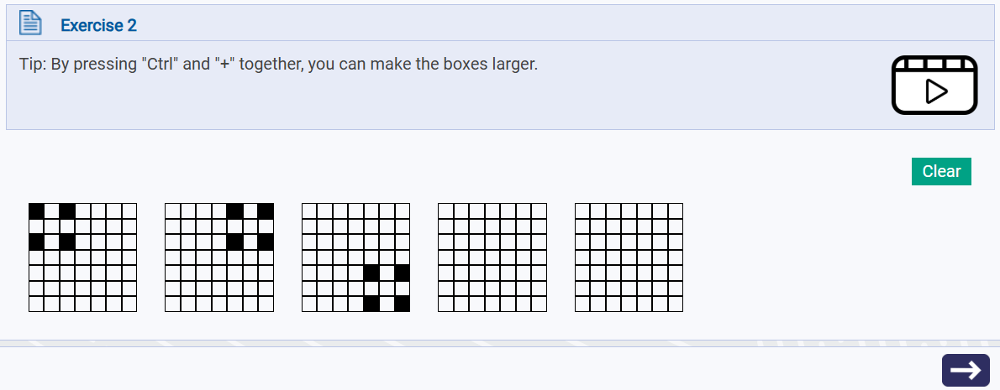 Exercise 2
Tip: By pressing "Ctrl" and "+" together, you can make the boxes larger.
Clear